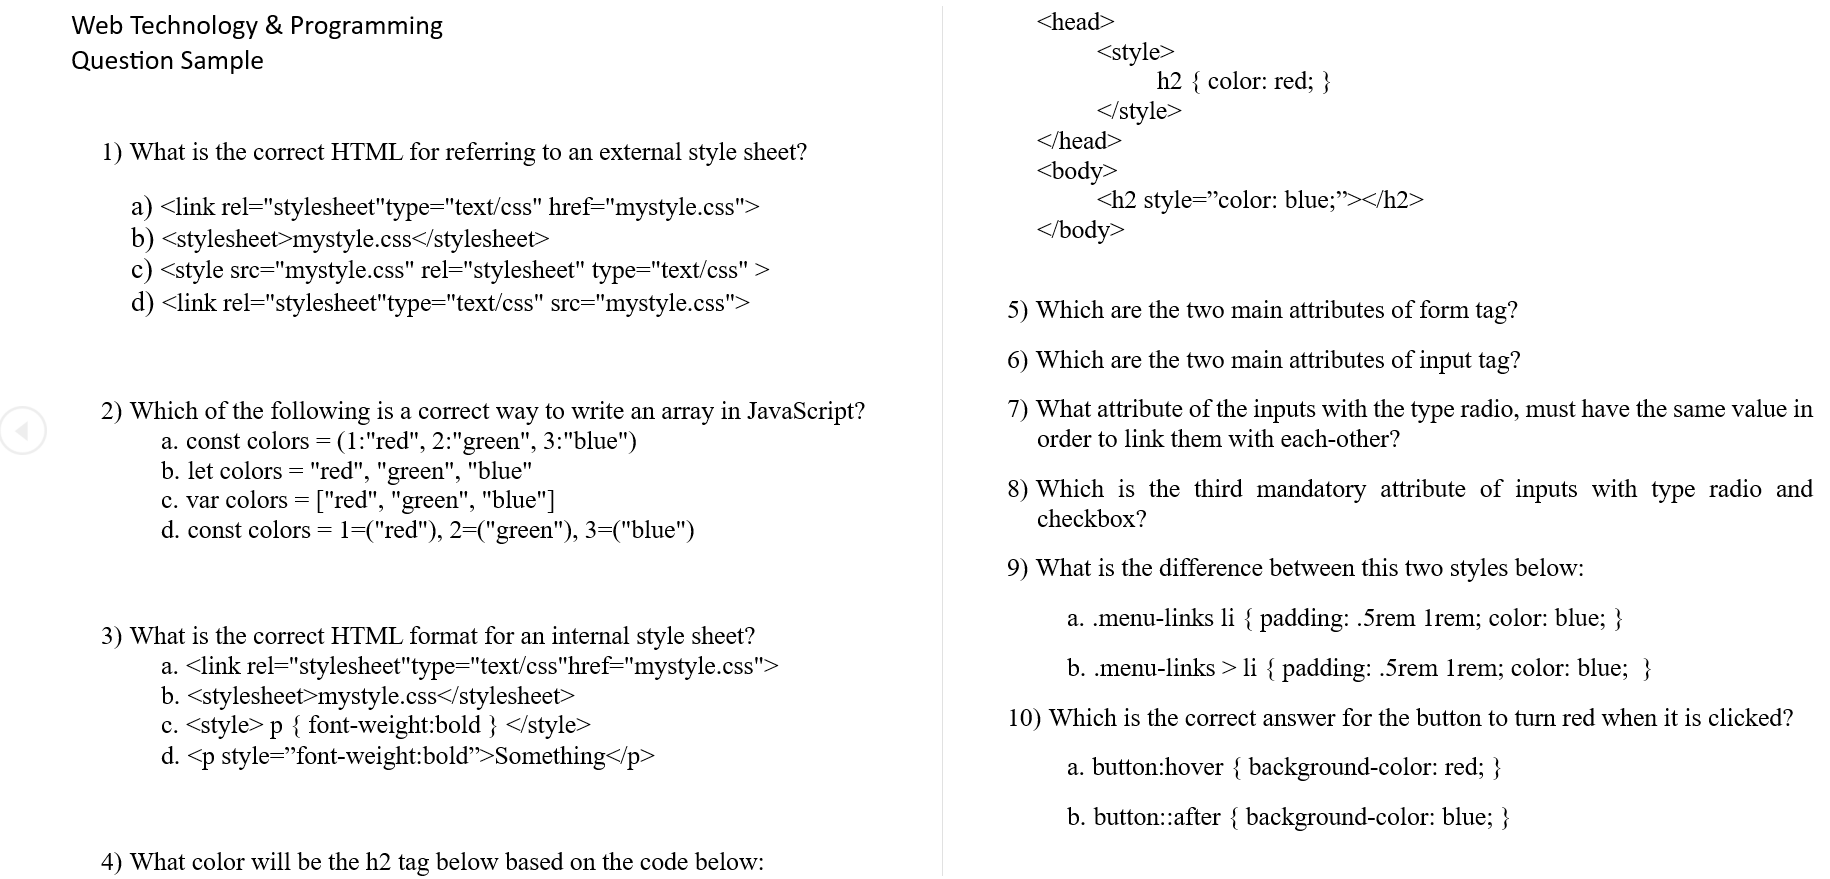 Web Technology & Programming
Question Sample
1) What is the correct HTML for referring to an external style sheet?
a) <link rel="stylesheet"type="text/css" href="mystyle.css">
b) <stylesheet>mystyle.css</stylesheet>
c) <style src="mystyle.css" rel="stylesheet" type="text/css" >
d) <link rel="stylesheet"type="text/css" src="mystyle.css">
2) Which of the following is a correct way to write an array in JavaScript?
a. const colors = (1:"red", 2:"green", 3:"blue")
b. let colors = "red", "green", "blue"
c. var colors = ["red", "green", "blue"]
d. const colors = 1=("red"), 2=("green"), 3=("blue")
3) What is the correct HTML format for an internal style sheet?
a. <link rel="stylesheet"type="text/css"href="mystyle.css">
b. <stylesheet>mystyle.css</stylesheet>
c. <style> p { font-weight:bold } </style>
d. <p style=”font-weight:bold”>Something</p>
4) What color will be the h2 tag below based on the code below:
<head>
<style>
h2 { color: red; }
</style>
</head>
<body>
<h2 style=”color: blue;”></h2>
</body>
5) Which are the two main attributes of form tag?
6) Which are the two main attributes of input tag?
7) What attribute of the inputs with the type radio, must have the same value in
order to link them with each-other?
8) Which is the third mandatory attribute of inputs with type radio and
checkbox?
9) What is the difference between this two styles below:
a. .menu-links li { padding: .5rem 1rem; color: blue; }
b. .menu-links > li { padding: .5rem 1rem; color: blue; }
10) Which is the correct answer for the button to turn red when it is clicked?
a. button:hover { background-color: red; }
b. button::after { background-color: blue; }